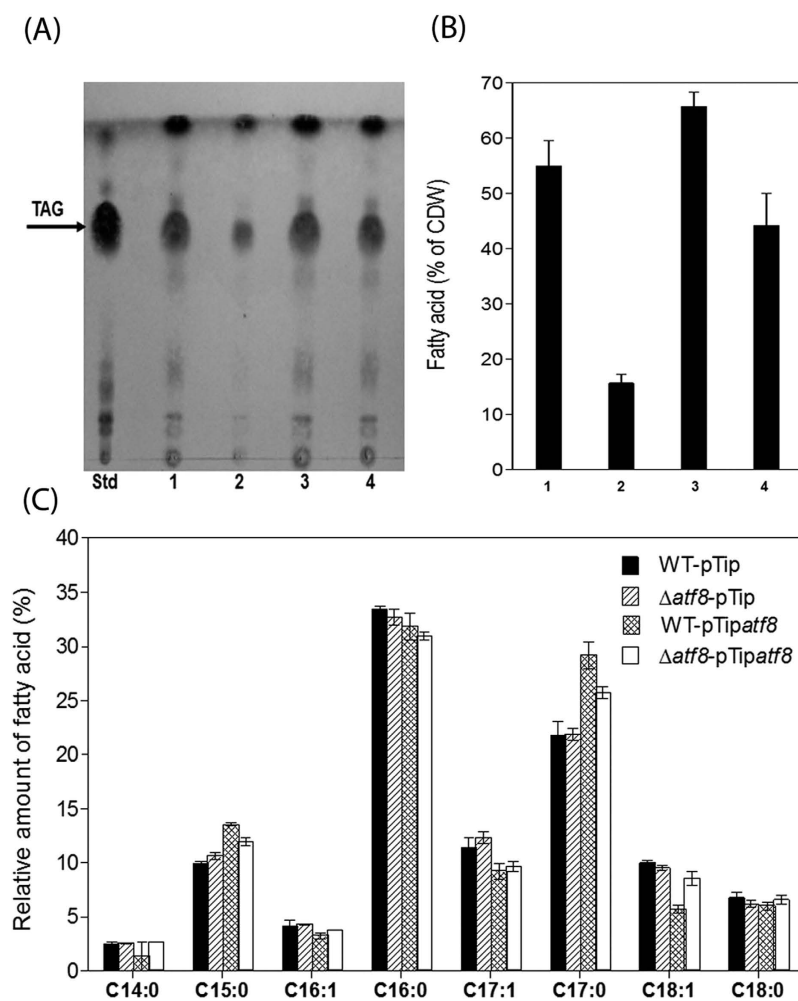 (A)
TAG
Std 1 2 3 4
(B)
Fatty acid (% of CDW)
70
60
50
40
30
20
10
0
1 2 3 4
(C)
Relative amount of fatty acid (%)
40
35
30
25
20
15
10
5
0
WT-pTip
Δatf8-pTip
WT-pTipatf8
Δatf8-pTipatf8
C14:0 C15:0 C16:1 C16:0 C17:1 C17:0 C18:1 C18:0